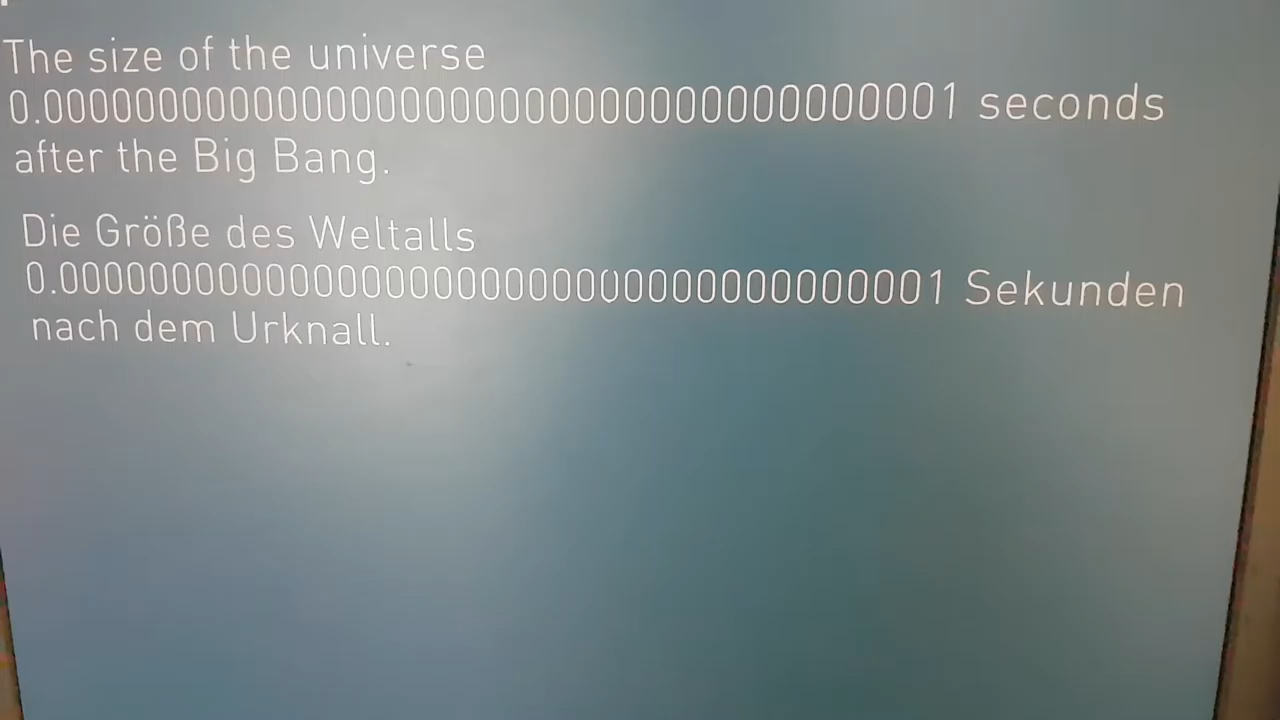 The size of the universe
0.000000000000000000000000000000000001 seconds
after the Big Bang.
Die Größe des Weltalls
0.000000000000000000000000000000000001 Sekunden
nach dem Urknall.